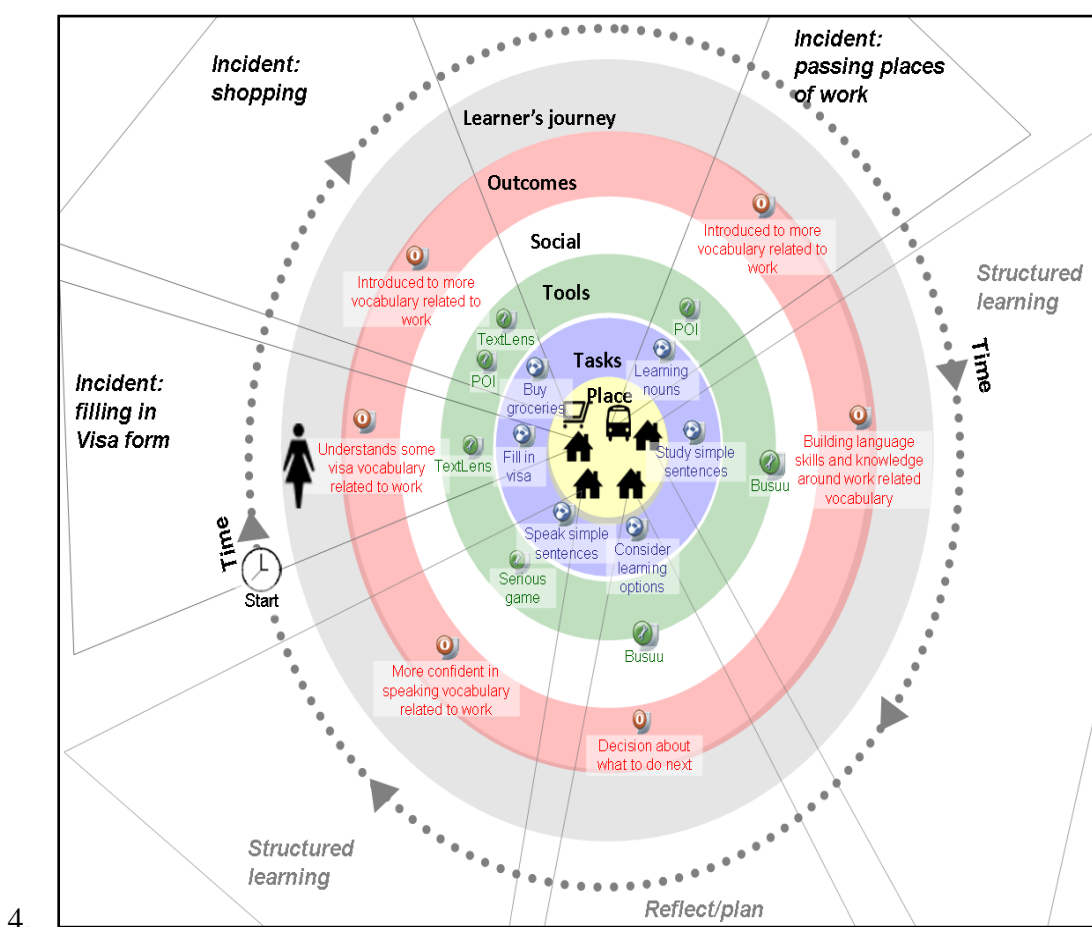 Incident:
shopping
Incident:
passing places
of work
Learner's journey
Outcomes
Introduced to more
vocabulary related to
work
Introduced to more
vocabulary related to
work
Social
Structured
learning
Tools
TextLens
POI
POI
Tasks
Learning
nouns
Buy
groceries
Place
Time
Incident:
filling in
Visa form
Understands some
visa vocabulary
related to work
TextLens
Fill in
visa
Study simple
sentences
Busuu
Building language
skills and knowledge
around work related
vocabulary
Time
Start
Speak simple
sentences
Consider
learning
options
Serious
game
Busuu
More confident in
speaking vocabulary
related to work
Decision about
what to do next
Structured
learning
Reflect/plan
4